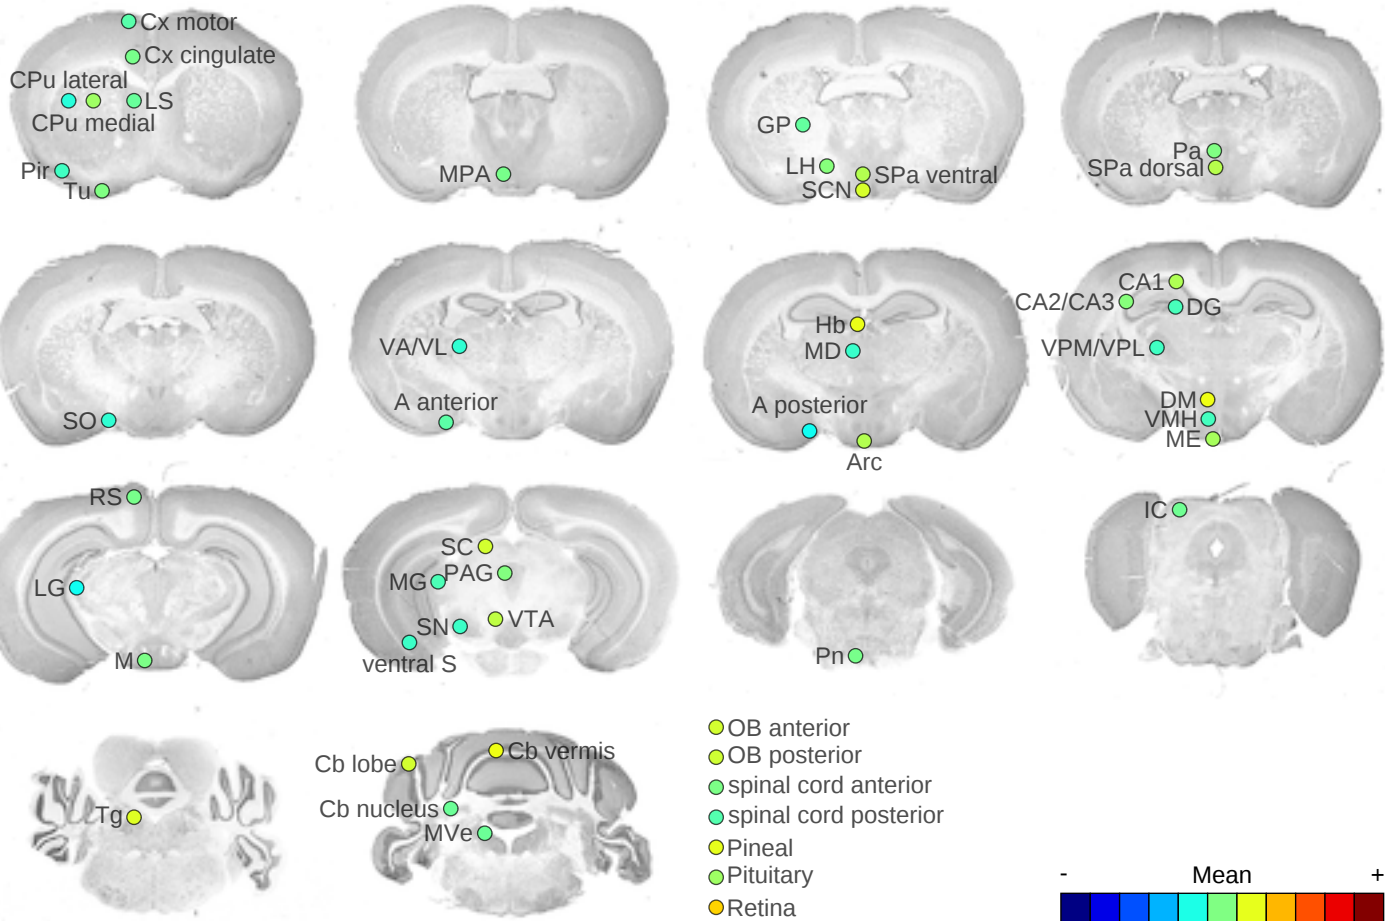 Cx motor
Cx cingulate
CPu lateral
LS
CPu medial
Pir
Tu
MPA
GP
LH
SPa ventral
SCN
Pa
SPa dorsal
SO
VA/VL
A anterior
Hb
MD
A posterior
Arc
CA1
CA2/CA3
DG
VPM/VPL
DM
VMH
ME
RS
LG
M
SC
MG
PAG
SN
VTA
ventral S
Pn
IC
Tg
Cb lobe
Cb vermis
Cb nucleus
MVe
OB anterior
OB posterior
spinal cord anterior
spinal cord posterior
Pineal
Pituitary
Retina
- Mean +